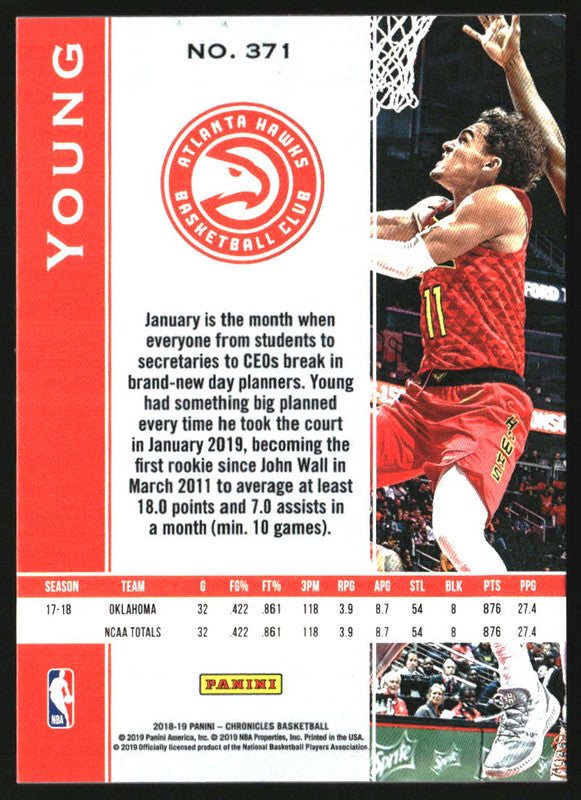 YOUNG
NO. 371
ATLANTA HAWKS
BASKETBALL CLUB
11
HAWKS
FORD
January is the month when
everyone from students to
secretaries to CEOs break in
brand-new day planners. Young
had something big planned
every time he took the court
in January 2019, becoming the
first rookie since John Wall in
March 2011 to average at least
18.0 points and 7.0 assists in
a month (min. 10 games).
SEASON TEAM G FG% FT% 3PM RPG APG STL BLK PTS PPG
17-18 OKLAHOMA 32 .422 .861 118 3.9 8.7 54 8 876 27.4
NCAA TOTALS 32 .422 .861 118 3.9 8.7 54 8 876 27.4
NBA
PANINI
2018-19 PANINI – CHRONICLES BASKETBALL
© 2019 Panini America, Inc. © 2019 NBA Properties, Inc. Printed in the USA.
© 2019 Officially licensed product of the National Basketball Players Association.
Sprite
Sprite